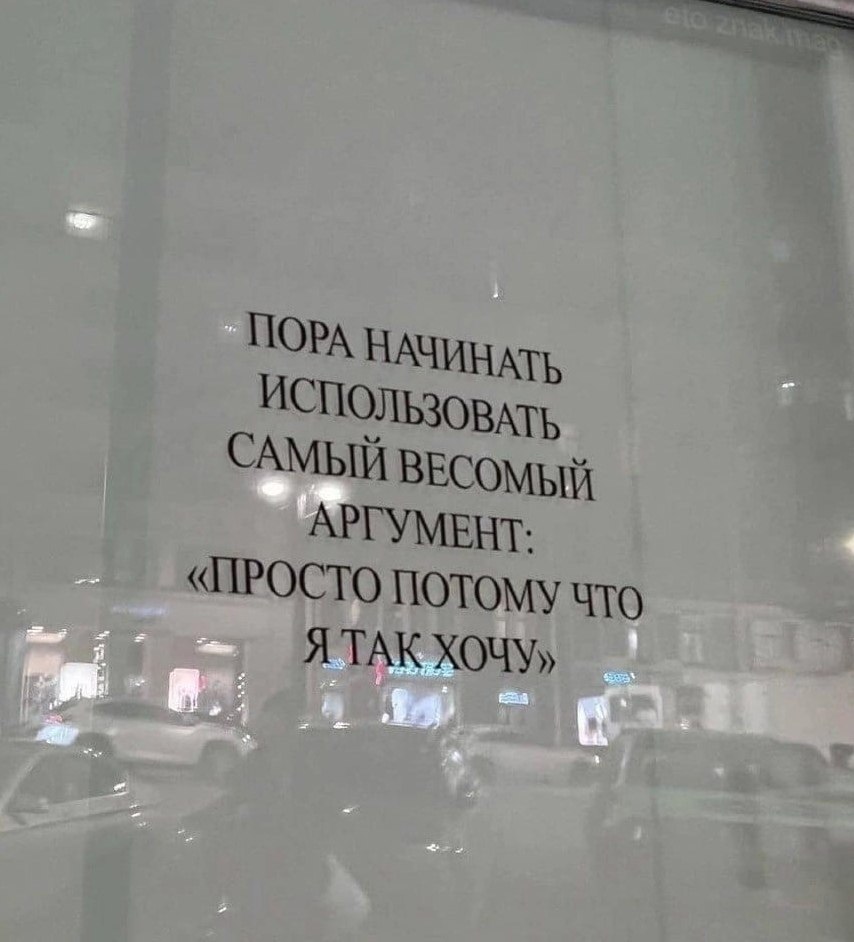 ПОРА НАЧИНАТЬ
ИСПОЛЬЗОВАТЬ
САМЫЙ ВЕСОМЫЙ
АРГУМЕНТ:
«ПРОСТО ПОТОМУ ЧТО
Я ТАК ХОЧУ»